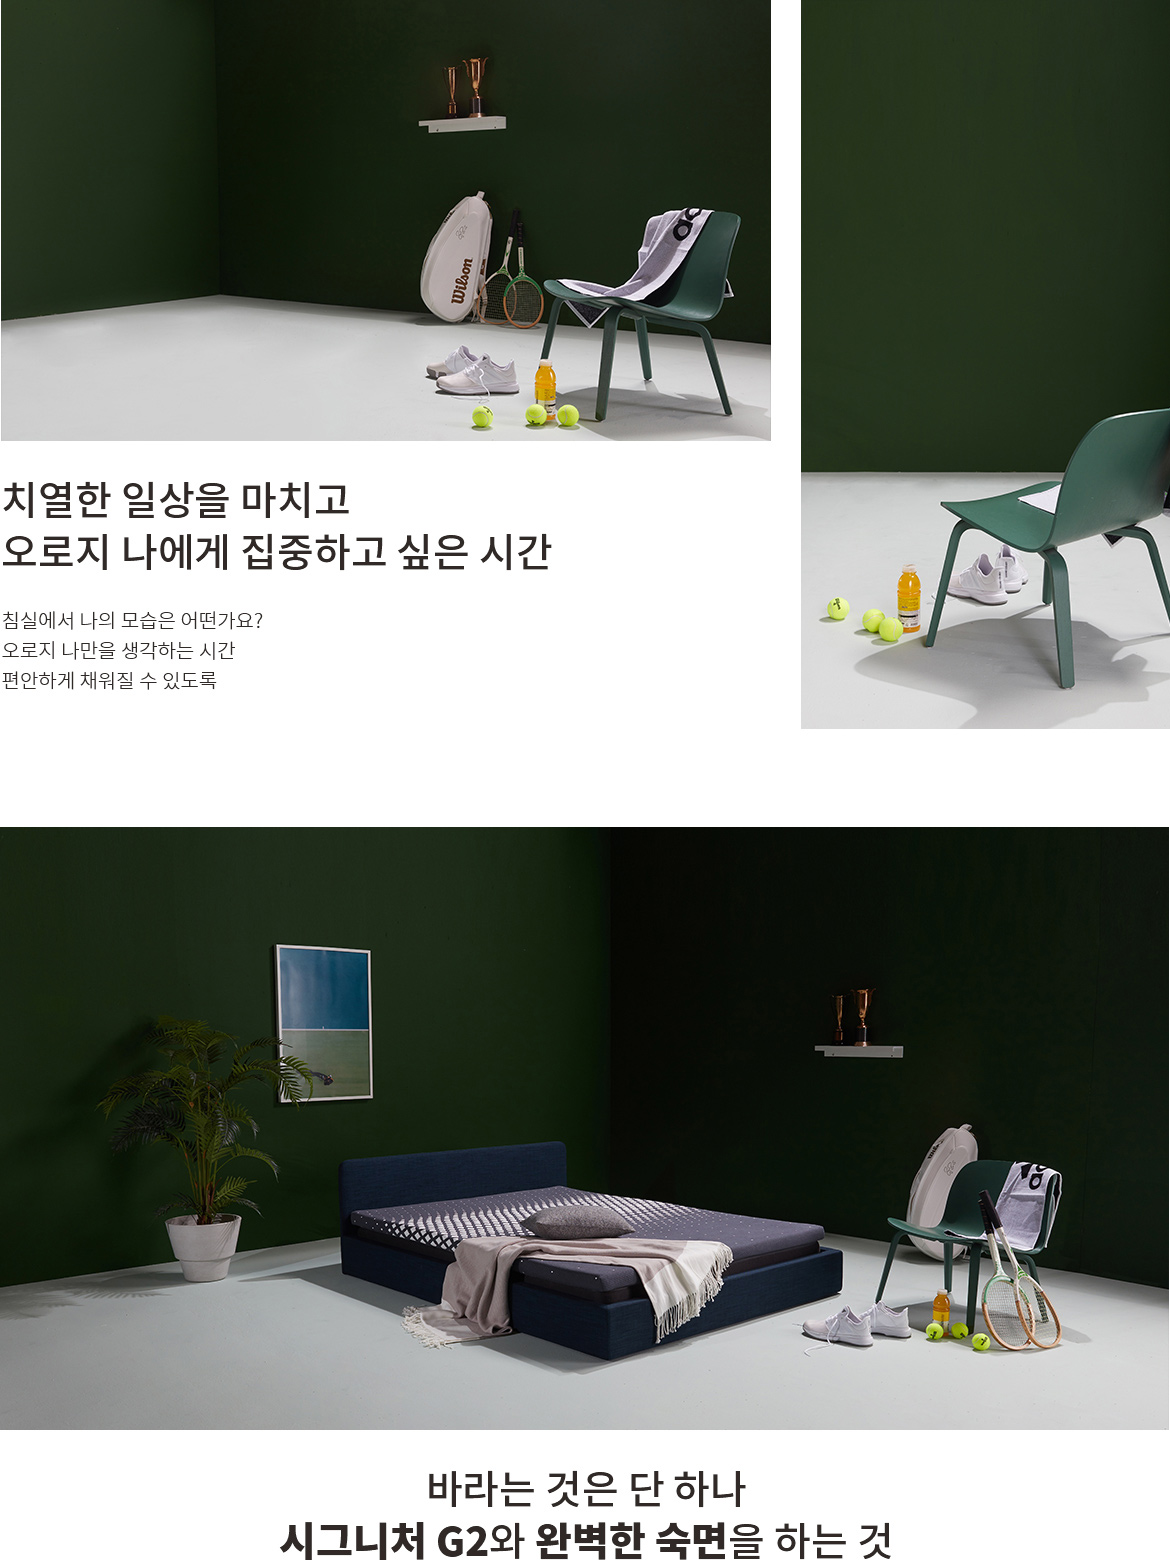 Wilson
치열한 일상을 마치고
오로지 나에게 집중하고 싶은 시간
침실에서 나의 모습은 어떤가요?
오로지 나만을 생각하는 시간
편안하게 채워질 수 있도록
바라는 것은 단 하나
시그니처 G2와 완벽한 숙면을 하는 것